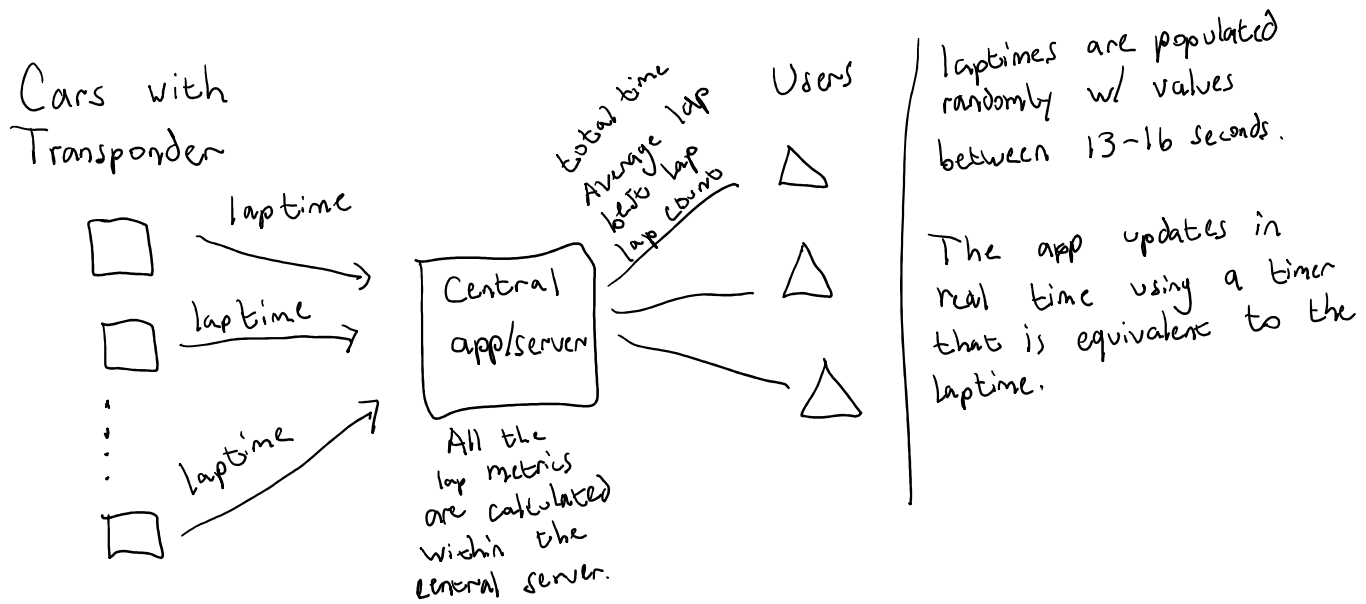 Cars with
Transponder
laptime
laptime
laptime
Central
app/server
All the
lap metrics
are calculated
within the
central server.
total time
Average lap
best lap
lap count
Users
laptimes are populated
randomly w/ values
between 13-16 seconds.
The app updates in
real time using a timer
that is equivalent to the
laptime.